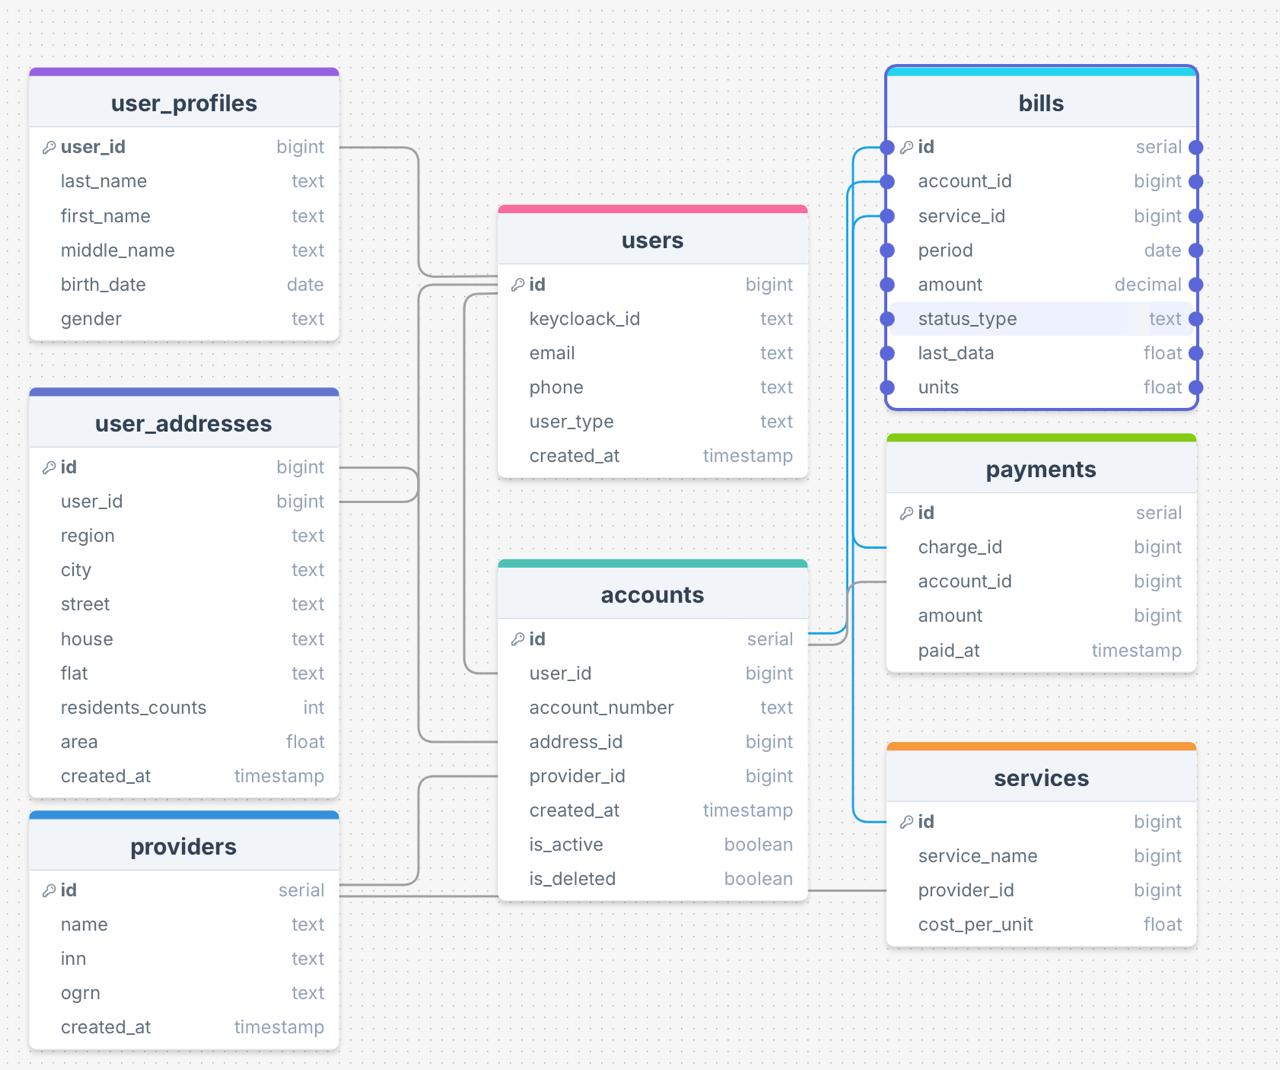 user_profiles
user_id bigint
last_name text
first_name text
middle_name text
birth_date date
gender text
user_addresses
id bigint
user_id bigint
region text
city text
street text
house text
flat text
residents_counts int
area float
created_at timestamp
providers
id serial
name text
inn text
ogrn text
created_at timestamp
users
id bigint
keycloack_id text
email text
phone text
user_type text
created_at timestamp
accounts
id serial
user_id bigint
account_number text
address_id bigint
provider_id bigint
created_at timestamp
is_active boolean
is_deleted boolean
bills
id serial
account_id bigint
service_id bigint
period date
amount decimal
status_type text
last_data float
units float
payments
id serial
charge_id bigint
account_id bigint
amount bigint
paid_at timestamp
services
id bigint
service_name bigint
provider_id bigint
cost_per_unit float